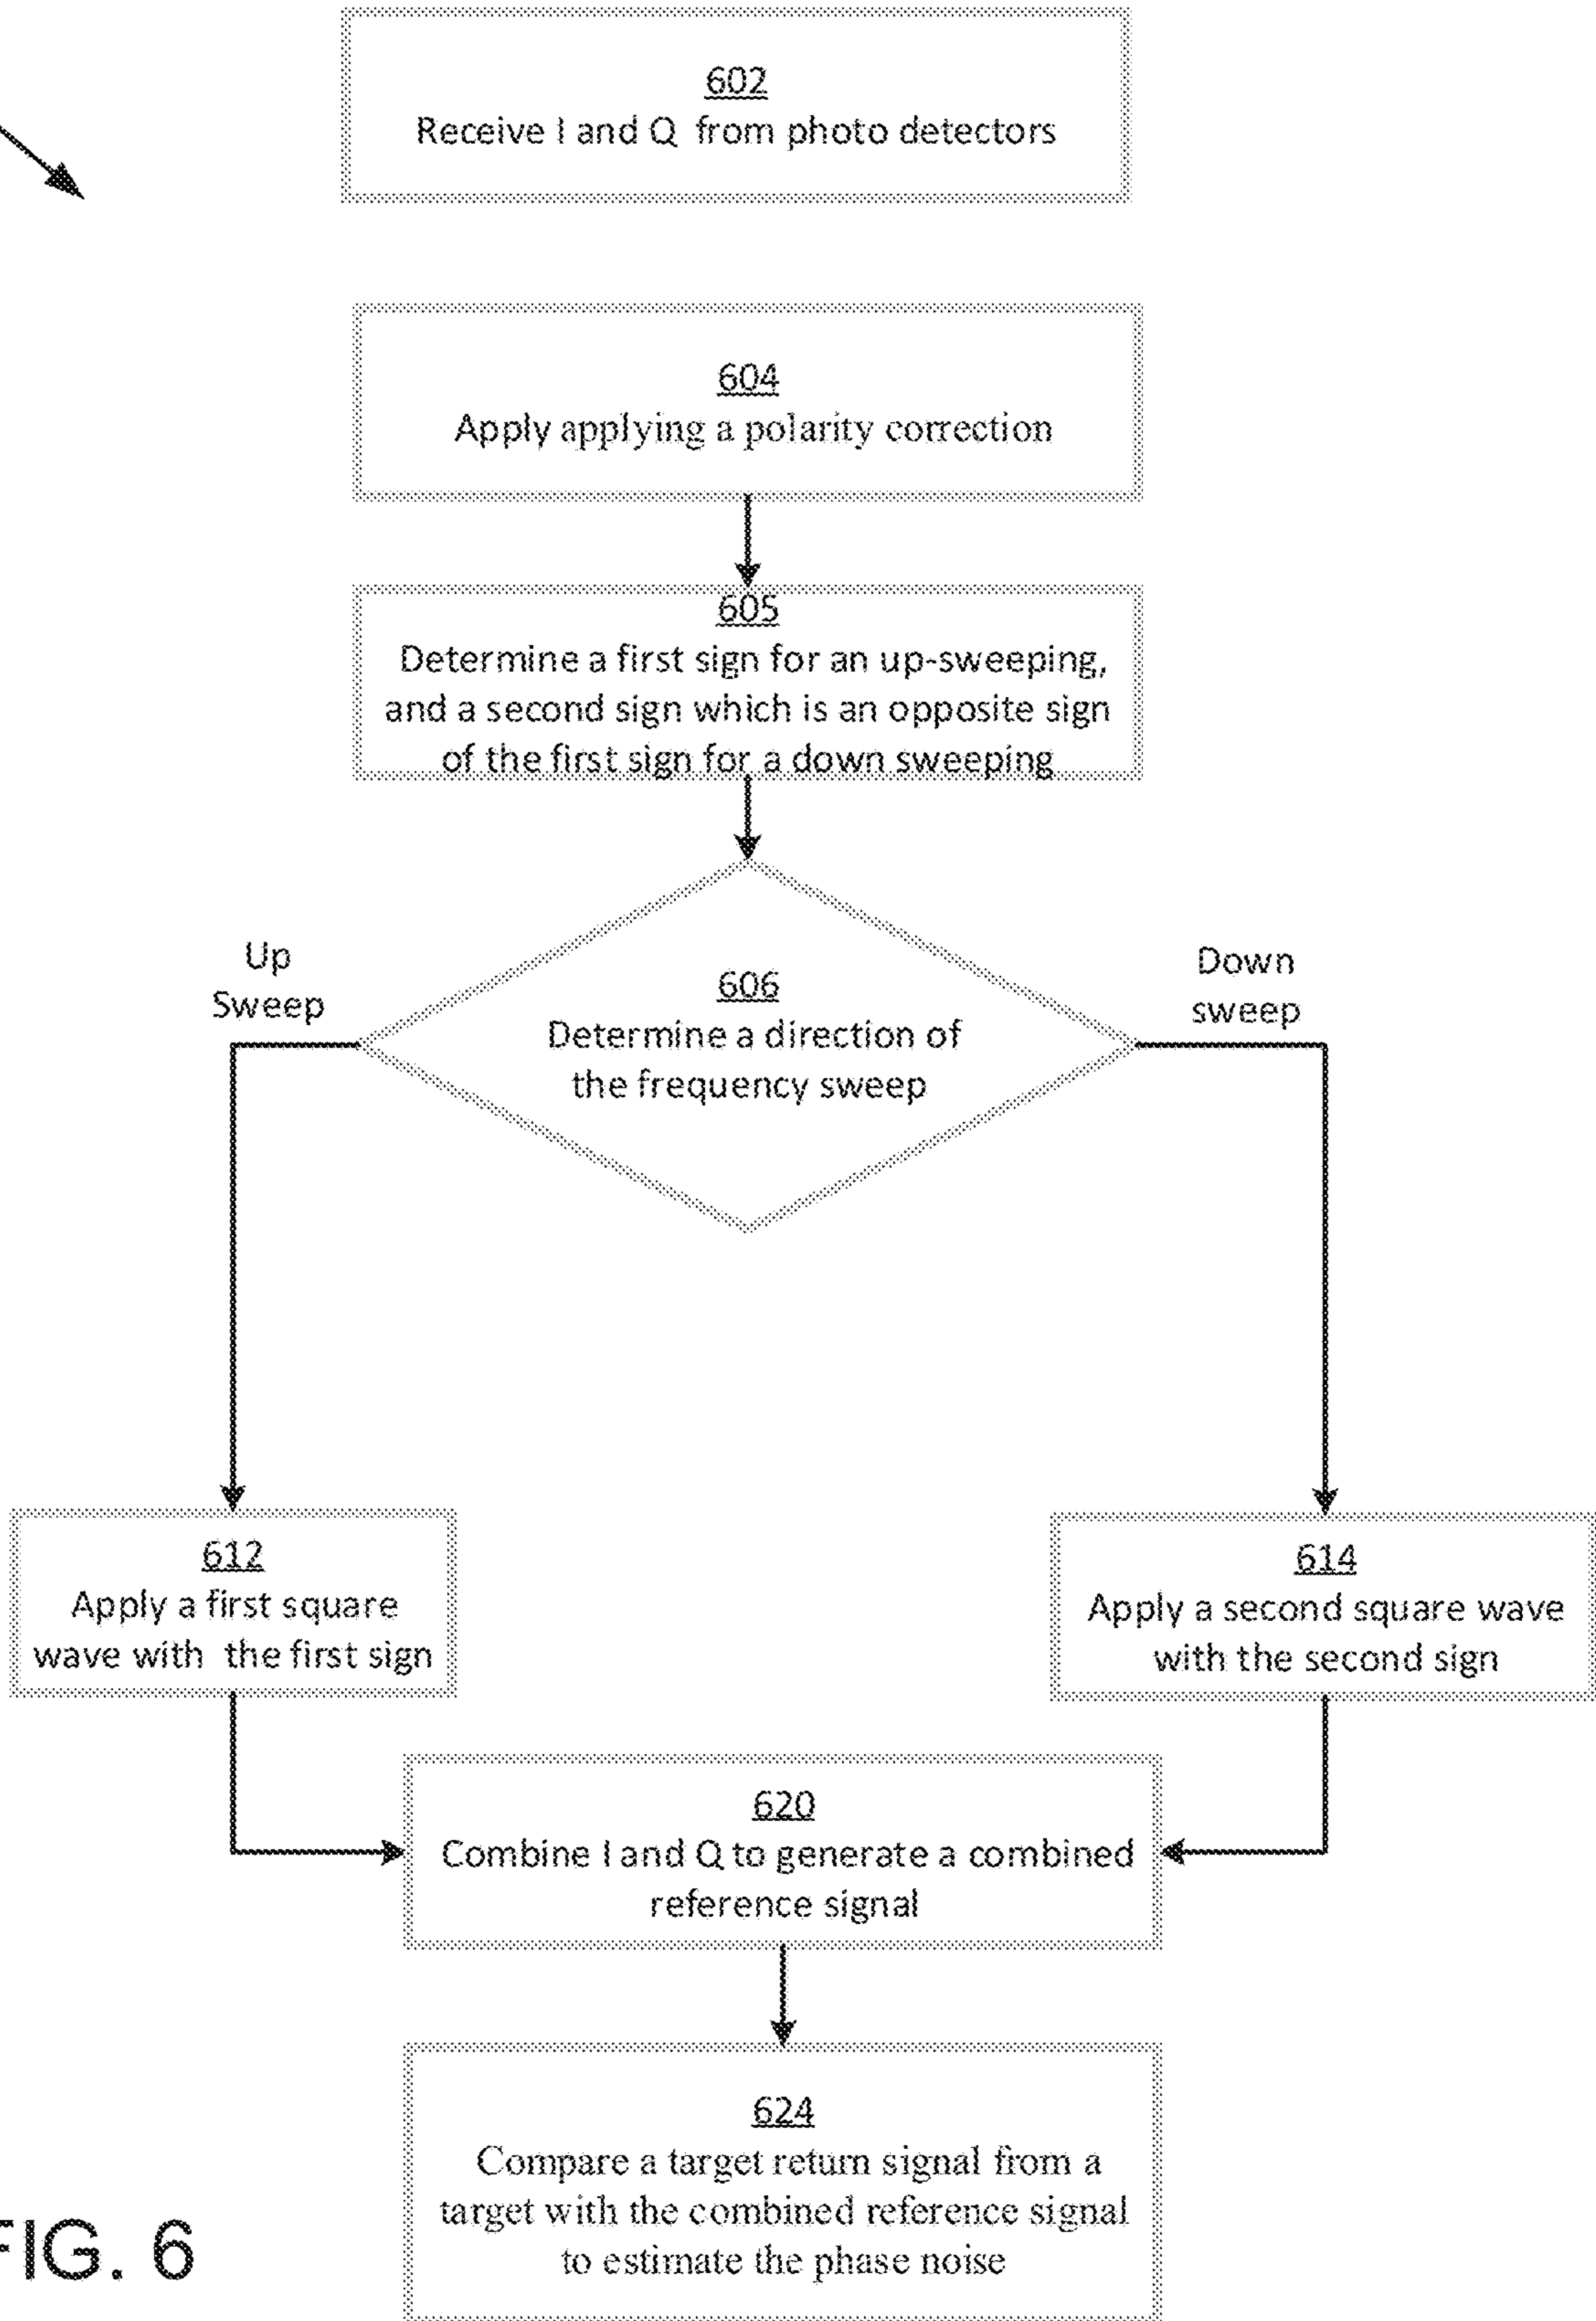 602
Receive I and Q from photo detectors
604
Apply applying a polarity correction
605
Determine a first sign for an up-sweeping,
and a second sign which is an opposite sign
of the first sign for a down sweeping
Up
Sweep
606
Determine a direction of
the frequency sweep
Down
sweep
612
Apply a first square
wave with the first sign
614
Apply a second square wave
with the second sign
620
Combine I and Q to generate a combined
reference signal
624
Compare a target return signal from a
target with the combined reference signal
to estimate the phase noise
FIG. 6